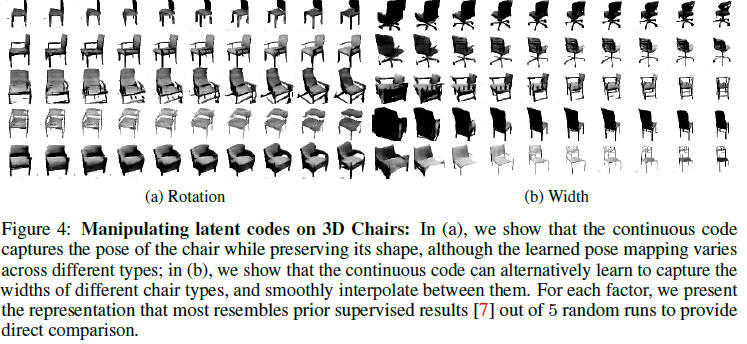 (a) Rotation
(b) Width
Figure 4: Manipulating latent codes on 3D Chairs: In (a), we show that the continuous code
captures the pose of the chair while preserving its shape, although the learned pose mapping varies
across different types; in (b), we show that the continuous code can alternatively learn to capture the
widths of different chair types, and smoothly interpolate between them. For each factor, we present
the representation that most resembles prior supervised results [7] out of 5 random runs to provide
direct comparison.